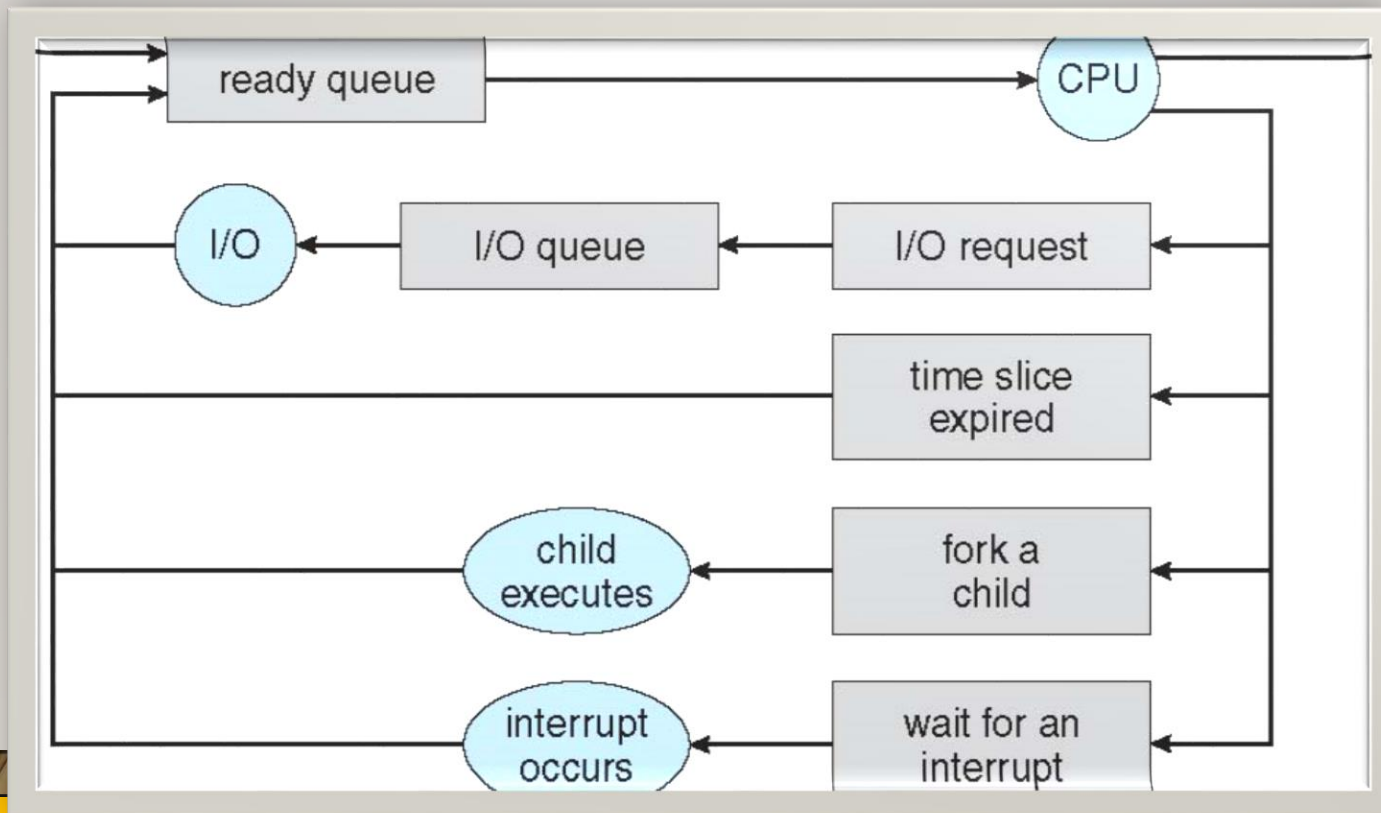 ready queue
CPU
I/O
I/O queue
I/O request
time slice
expired
child
executes
fork a
child
interrupt
occurs
wait for an
interrupt